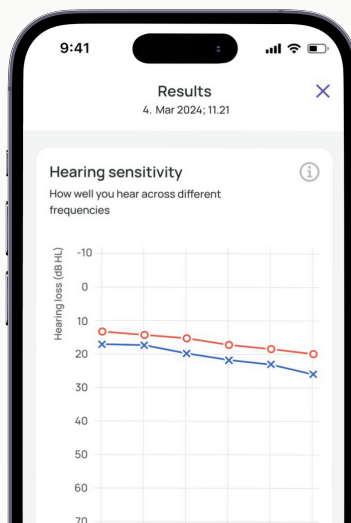 9:41
Results
4. Mar 2024; 11.21
Hearing sensitivity
How well you hear across different
frequencies
Hearing loss (dB HL)
-10
0
10
20
30
40
50
60
70